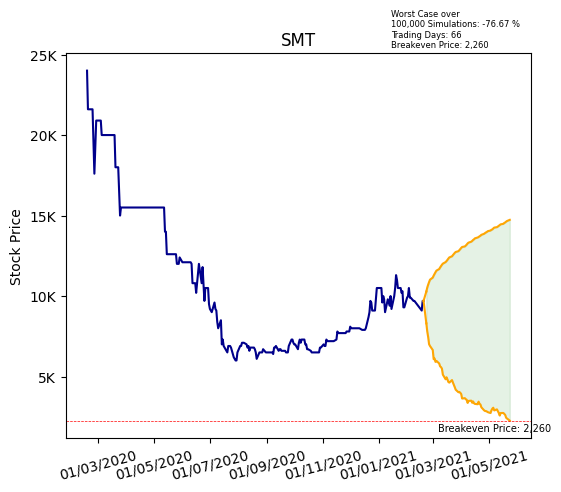 Worst Case over
100,000 Simulations: -76.67 %
Trading Days: 66
Breakeven Price: 2,260
SMT
25K
20K
15K
10K
5K
Stock Price
Breakeven Price: 2,260
01/03/2020
01/05/2020
01/07/2020
01/09/2020
01/11/2020
01/01/2021
01/03/2021
01/05/2021